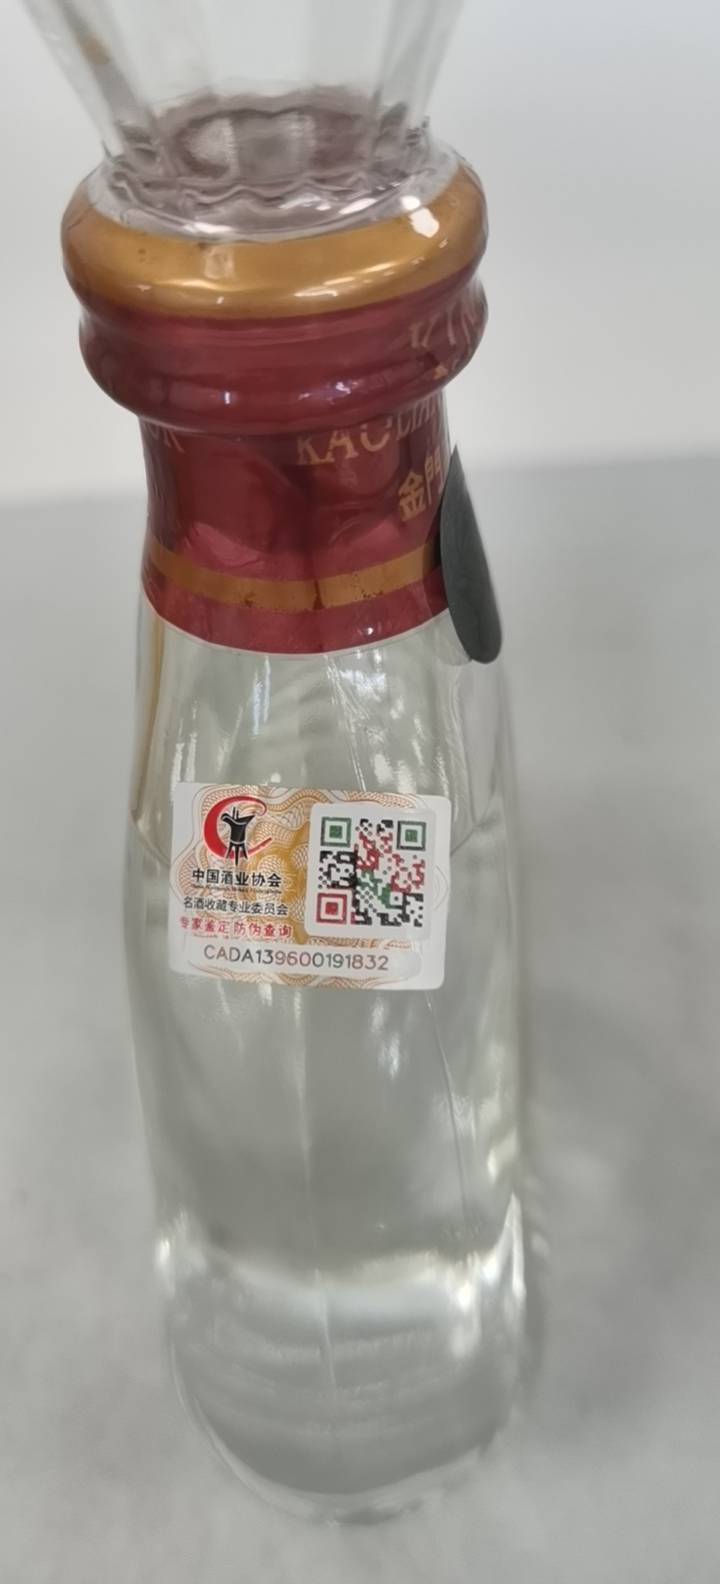 KIN
KAOLIAN
金門
中国酒业协会
名酒收藏专业委员会
专家鉴定 防伪查询
CADA139600191832